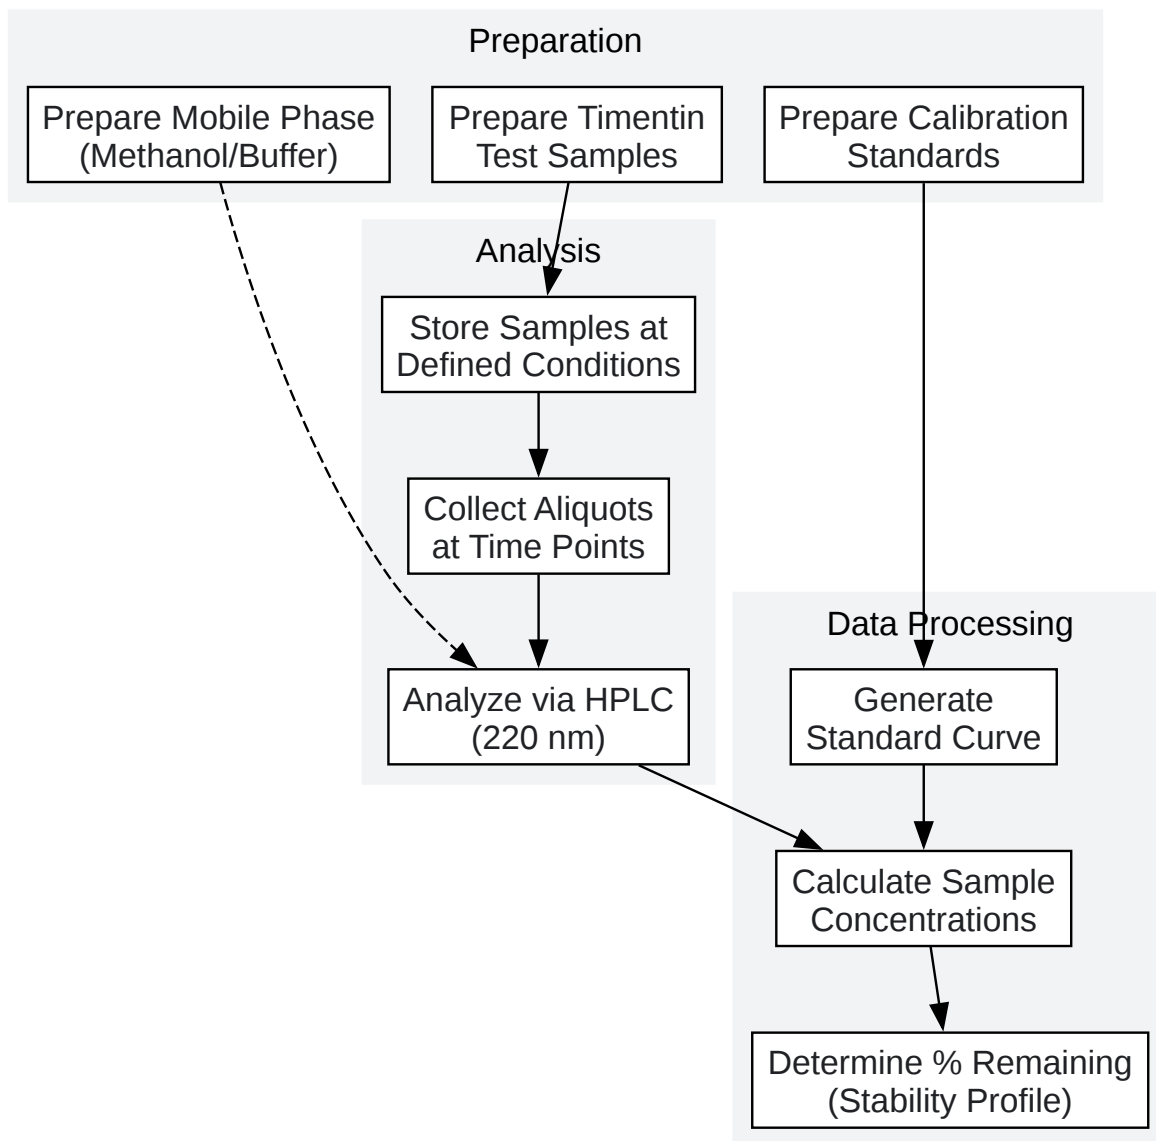 Preparation
Prepare Mobile Phase
(Methanol/Buffer)
Prepare Timentin
Test Samples
Prepare Calibration
Standards
Analysis
Store Samples at
Defined Conditions
Collect Aliquots
at Time Points
Analyze via HPLC
(220 nm)
Data Processing
Generate
Standard Curve
Calculate Sample
Concentrations
Determine % Remaining
(Stability Profile)